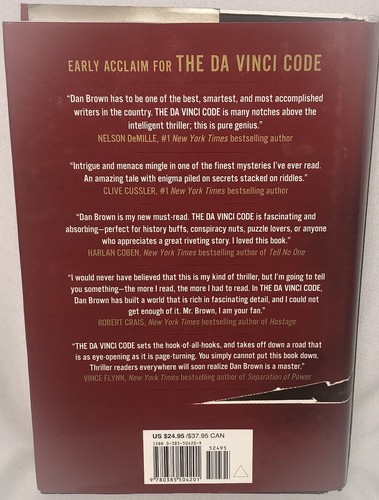 EARLY ACCLAIM FOR THE DA VINCI CODE
“Dan Brown has to be one of the best, smartest, and most accomplished
writers in the country. THE DA VINCI CODE is many notches above the
intelligent thriller; this is pure genius.”
NELSON DeMILLE, #1 New York Times bestselling author
“Intrigue and menace mingle in one of the finest mysteries I’ve ever read.
An amazing tale with enigma piled on secrets stacked on riddles.”
CLIVE CUSSLER, #1 New York Times bestselling author
“Dan Brown is my new must-read. THE DA VINCI CODE is fascinating and
absorbing—perfect for history buffs, conspiracy nuts, puzzle lovers, or anyone
who appreciates a great riveting story. I loved this book.”
HARLAN COBEN, New York Times bestselling author of Tell No One
“I would never have believed that this is my kind of thriller, but I’m going to tell
you something—the more I read, the more I had to read. In THE DA VINCI CODE,
Dan Brown has built a world that is rich in fascinating detail, and I could not
get enough of it. Mr. Brown, I am your fan.”
ROBERT CRAIS, New York Times bestselling author of Hostage
“THE DA VINCI CODE sets the hook-of-all-hooks, and takes off down a road that
is as eye-opening as it is page-turning. You simply cannot put this book down.
Thriller readers everywhere will soon realize Dan Brown is a master.”
VINCE FLYNN, New York Times bestselling author of Separation of Power
US $24.95 /$37.95 CAN
ISBN 0-385-50420-9
52495
9 780385 504201